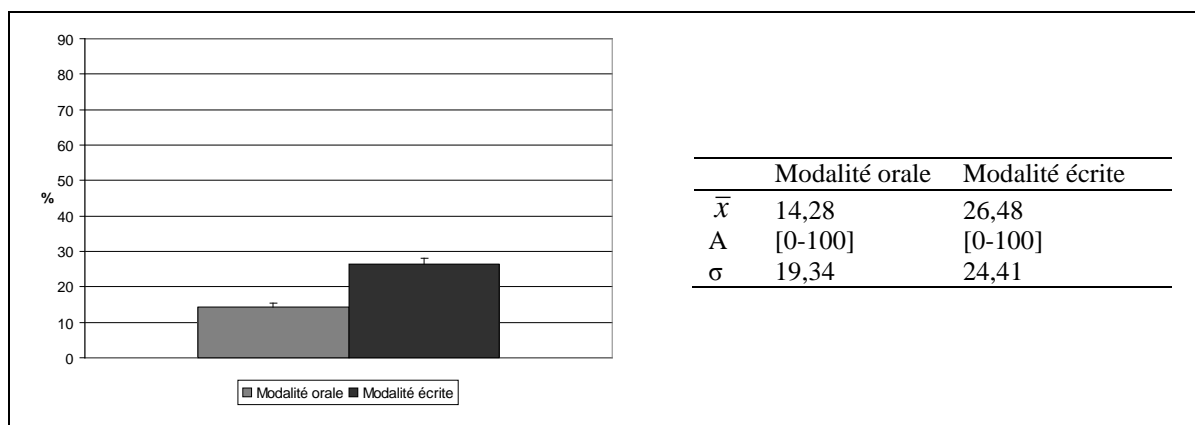 90
80
70
60
50
%
40
30
20
10
0
Modalité orale Modalité écrite
Modalité orale Modalité écrite
x̅ 14,28 26,48
A [0-100] [0-100]
σ 19,34 24,41